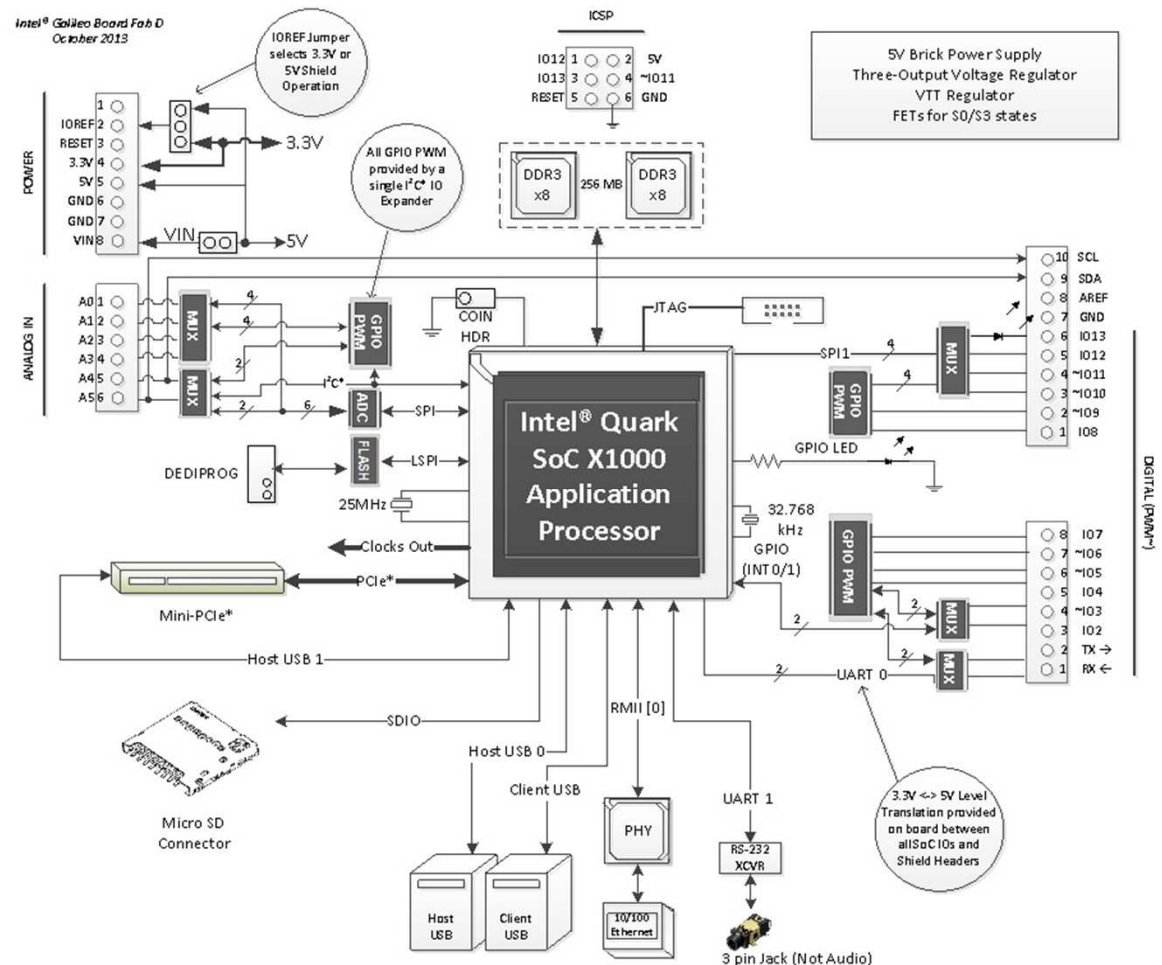 Intel® Galileo Board Fab D
October 2013
IOREF Jumper
selects 3.3V or
5V Shield
Operation
ICSP
IO12 1 2 5V
IO13 3 4 ~IO11
RESET 5 6 GND
5V Brick Power Supply
Three-Output Voltage Regulator
VTT Regulator
FETs for S0/S3 states
POWER
1
IOREF 2
RESET 3
3.3V 4
5V 5
GND 6
GND 7
VIN 8
3.3V
VIN
5V
All GPIO PWM
provided by a
single I²C* IO
Expander
DDR3
x8
256 MB
DDR3
x8
ANALOG IN
A0 1
A1 2
A2 3
A3 4
A4 5
A5 6
MUX
MUX
4
4
2
2
6
I²C*
GPIO
PWM
ADC
SPI
FLASH
LSPI
DEDIPROG
COIN
HDR
JTAG
25MHz
Clocks Out
PCIe*
Mini-PCIe*
Host USB 1
Intel® Quark
SoC X1000
Application
Processor
SPI1
4
MUX
4
GPIO
PWM
10 SCL
9 SDA
8 AREF
7 GND
6 IO13
5 IO12
4 ~IO11
3 ~IO10
2 ~IO9
1 IO8
GPIO LED
32.768
kHz
GPIO
(INT0/1)
DIGITAL (PWM~)
GPIO PWM
2
MUX
2
2
MUX
2
UART 0
8 IO7
7 ~IO6
6 ~IO5
5 IO4
4 ~IO3
3 IO2
2 TX →
1 RX ←
SDIO
Micro SD
Connector
Host USB 0
Client USB
RMII [0]
UART 1
PHY
RS-232
XCVR
Host
USB
Client
USB
10/100
Ethernet
3 pin Jack (Not Audio)
3.3V <-> 5V Level
Translation provided
on board between
all SoC IOs and
Shield Headers